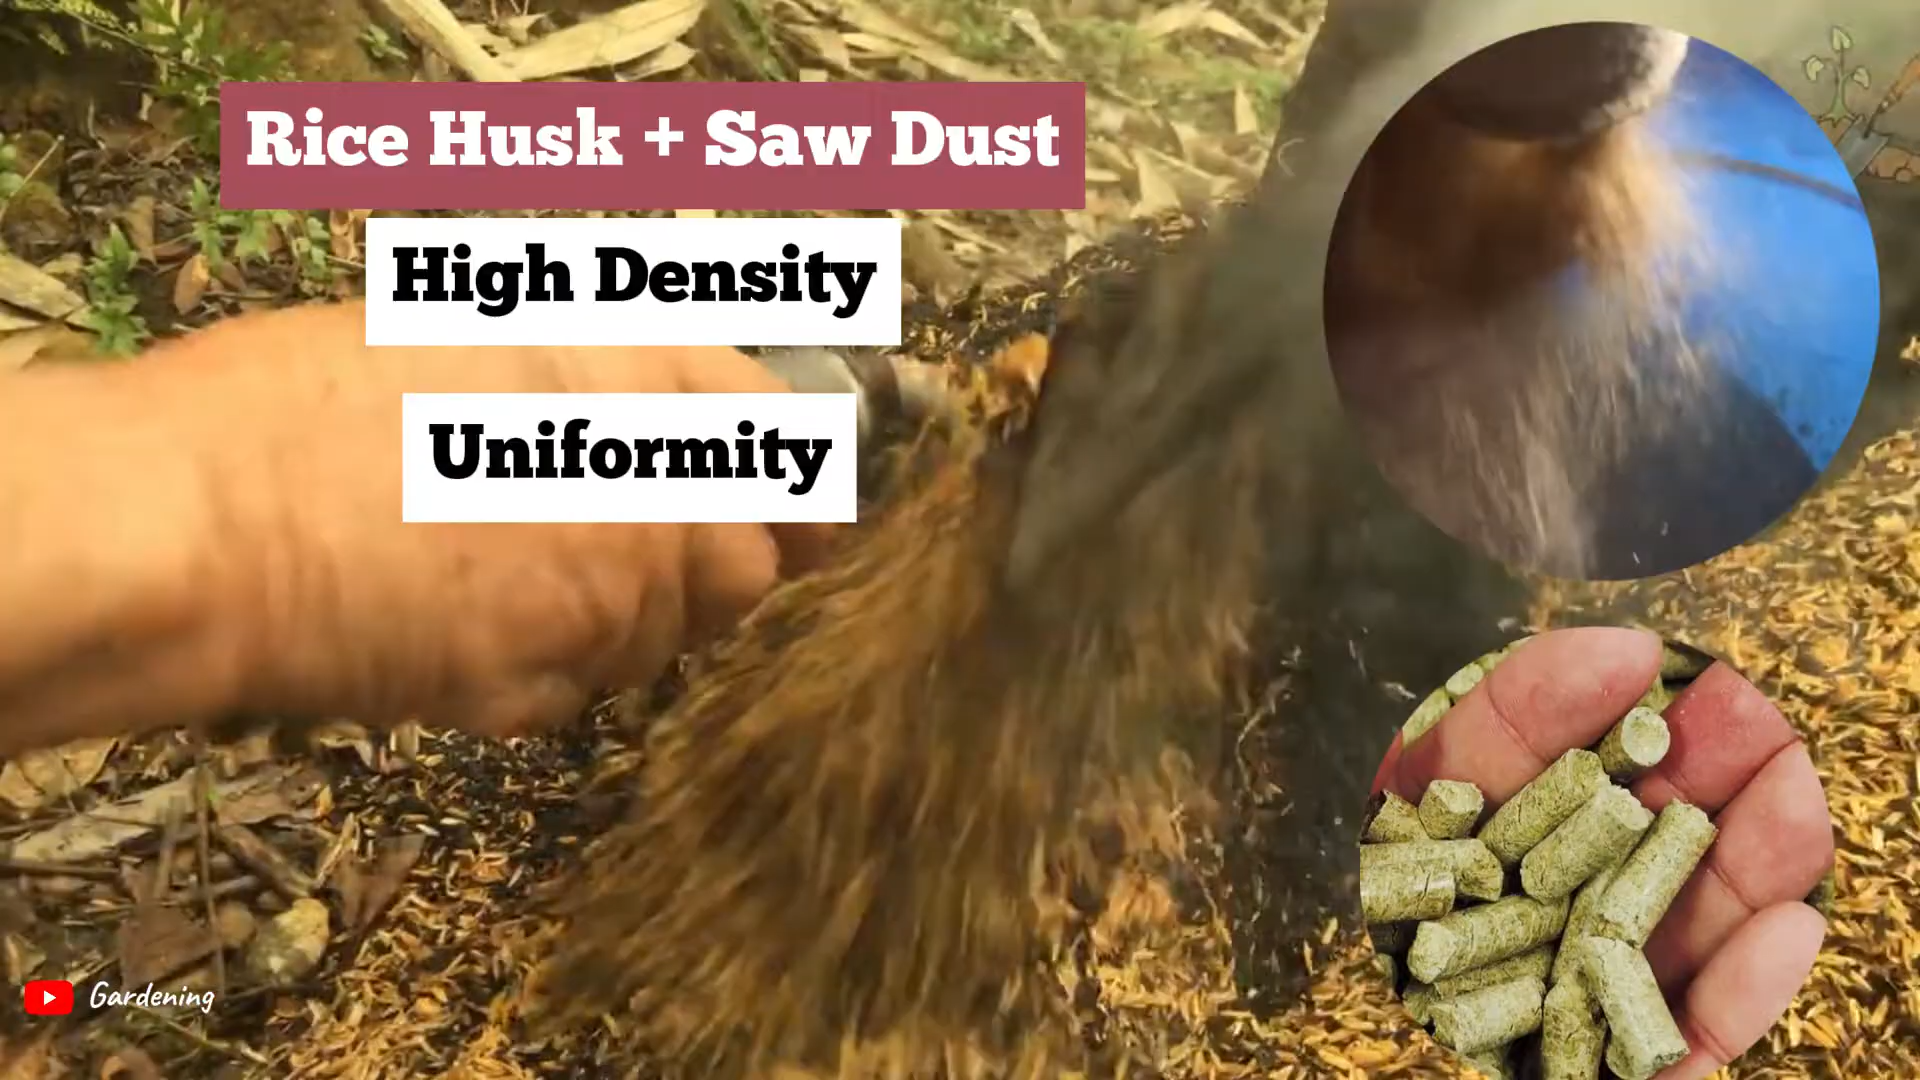 Rice Husk + Saw Dust
High Density
Uniformity
Gardening